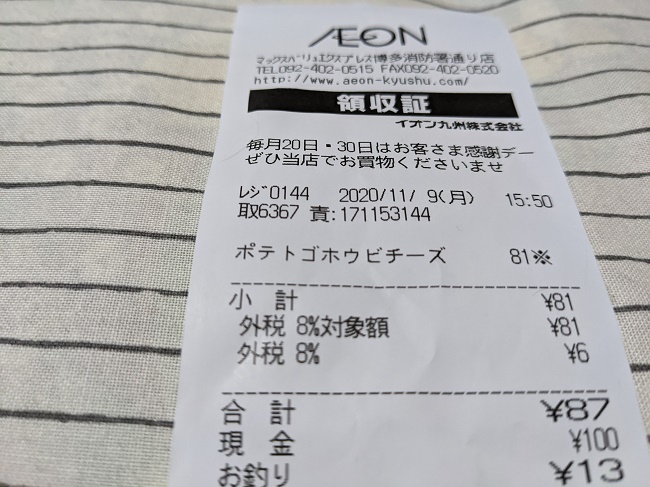 ÆON
マックスバリュエクスプレス博多消防署通り店
TEL092-402-0515 FAX092-402-0520
http://www.aeon-kyushu.com/
領収証
イオン九州株式会社
毎月20日・30日はお客さま感謝デー
ぜひ当店でお買物くださいませ
レジ0144 2020/11/ 9(月) 15:50
取6367 責:171153144
ポテトゴホウビチーズ 81※
小 計 ¥81
外税 8%対象額 ¥81
外税 8% ¥6
合 計 ¥87
現 金 ¥100
お釣り ¥13